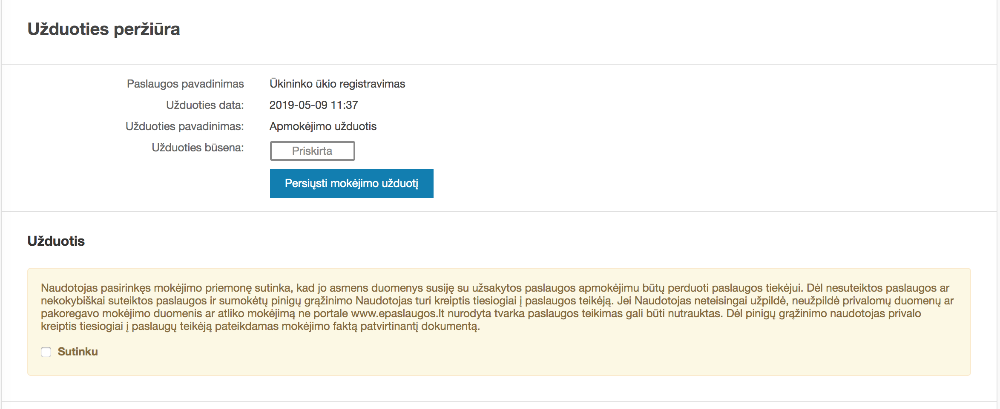 Užduoties peržiūra
Paslaugos pavadinimas Ūkininko ūkio registravimas
Užduoties data: 2019-05-09 11:37
Užduoties pavadinimas: Apmokėjimo užduotis
Užduoties būsena: Priskirta
Persiųsti mokėjimo užduotį
Užduotis
Naudotojas pasirinkęs mokėjimo priemonę sutinka, kad jo asmens duomenys susiję su užsakytos paslaugos apmokėjimu būtų perduoti paslaugos tiekėjui. Dėl nesuteiktos paslaugos ar
nekokybiškai suteiktos paslaugos ir sumokėtų pinigų grąžinimo Naudotojas turi kreiptis tiesiogiai į paslaugos teikėją. Jei Naudotojas neteisingai užpildė, neužpildė privalomų duomenų ar
pakoregavo mokėjimo duomenis ar atliko mokėjimą ne portale www.epaslaugos.lt nurodyta tvarka paslaugos teikimas gali būti nutrauktas. Dėl pinigų grąžinimo naudotojas privalo
kreiptis tiesiogiai į paslaugų teikėją pateikdamas mokėjimo faktą patvirtinantį dokumentą.
Sutinku